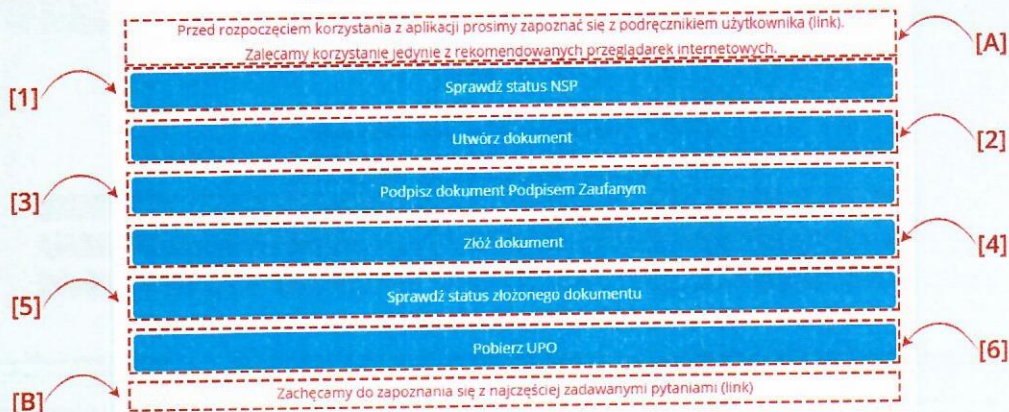 Przed rozpoczęciem korzystania z aplikacji prosimy zapoznać się z podręcznikiem użytkownika (link).
[A]
Zalecamy korzystanie jedynie z rekomendowanych przeglądarek internetowych.
[1]
Sprawdź status NSP
Utwórz dokument
[2]
[3]
Podpisz dokument Podpisem Zaufanym
Złóż dokument
[4]
[5]
Sprawdź status złożonego dokumentu
Pobierz UPO
[6]
[B]
Zachęcamy do zapoznania się z najczęściej zadawanymi pytaniami (link)